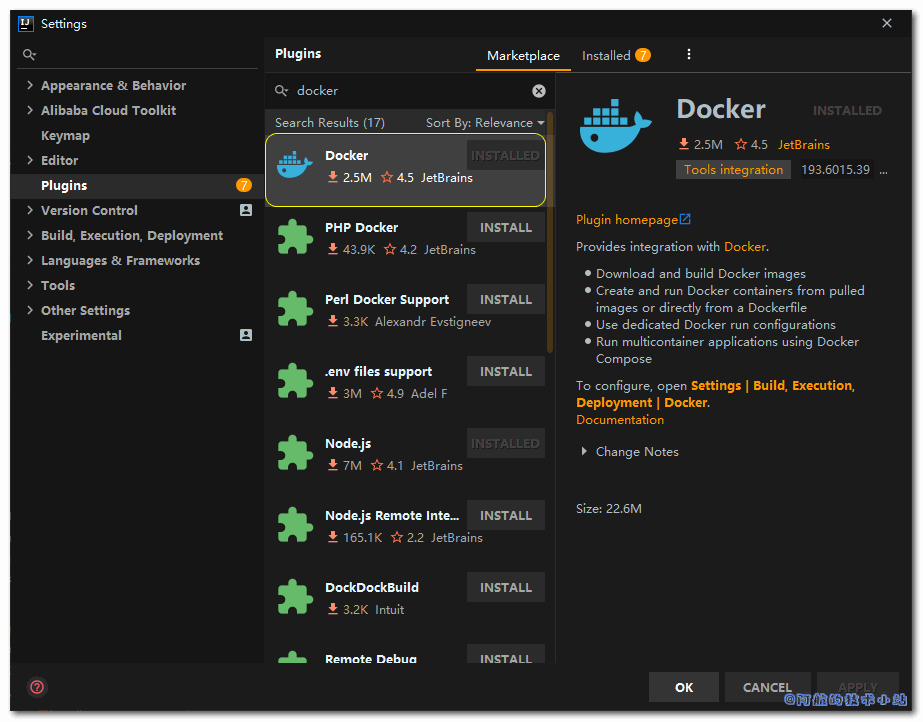 IJ Settings
Plugins
Marketplace Installed 7
docker
Appearance & Behavior
Alibaba Cloud Toolkit
Keymap
Editor
Plugins 7
Version Control
Build, Execution, Deployment
Languages & Frameworks
Tools
Other Settings
Experimental
Search Results (17) Sort By: Relevance
Docker INSTALLED
2.5M 4.5 JetBrains
PHP Docker INSTALL
43.9K 4.2 JetBrains
Perl Docker Support INSTALL
3.3K Alexandr Evstigneev
.env files support INSTALL
3M 4.9 Adel F
Node.js INSTALLED
7M 4.1 JetBrains
Node.js Remote Inte... INSTALL
165.1K 2.2 JetBrains
DockDockBuild INSTALL
3.2K Intuit
Remote Debug INSTALL
Docker INSTALLED
2.5M 4.5 JetBrains
Tools integration 193.6015.39 ...
Plugin homepage
Provides integration with Docker.
• Download and build Docker images
• Create and run Docker containers from pulled
images or directly from a Dockerfile
• Use dedicated Docker run configurations
• Run multicontainer applications using Docker
Compose
To configure, open Settings | Build, Execution,
Deployment | Docker.
Documentation
Change Notes
Size: 22.6M
?
OK CANCEL APPLY
@阿航的技术小站